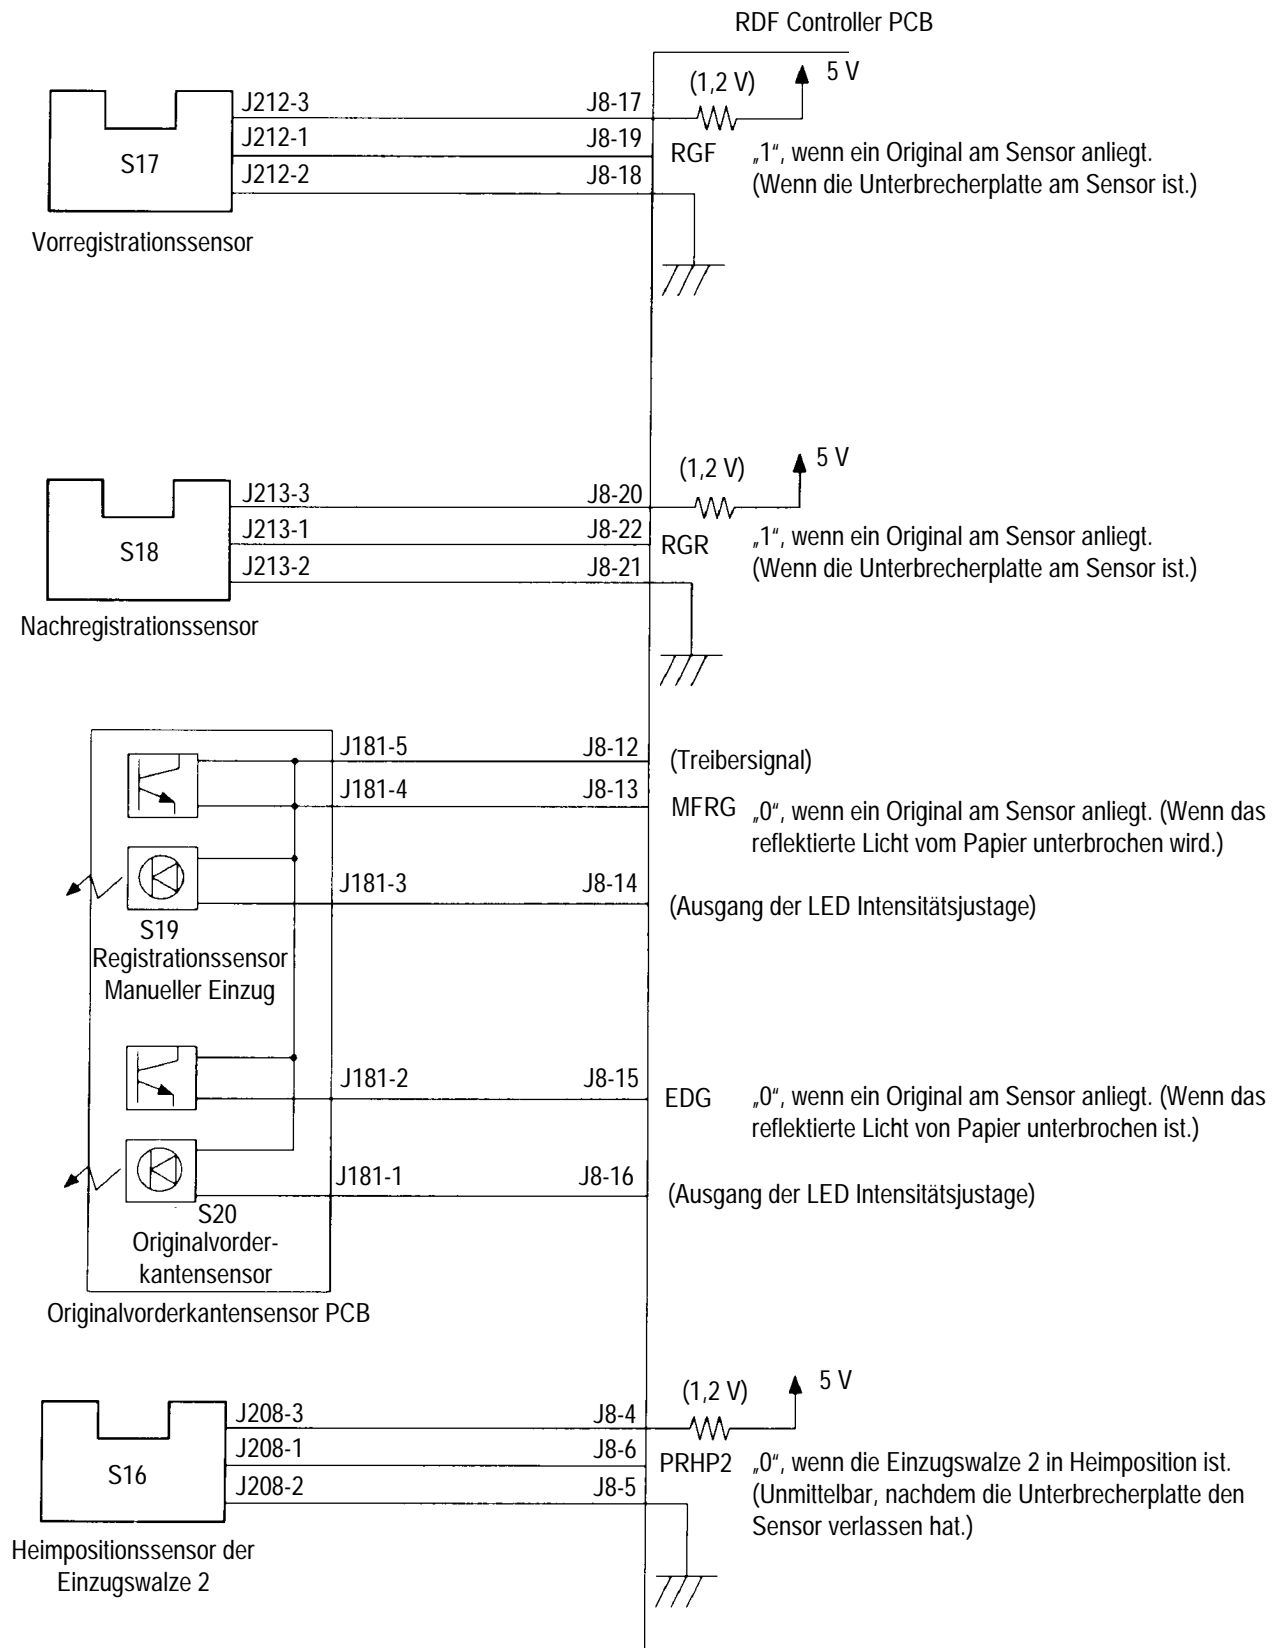 RDF Controller PCB
(1,2 V)
5 V
J212-3
J8-17
J212-1
J8-19
S17
RGF
„1“, wenn ein Original am Sensor anliegt.
J212-2
J8-18
(Wenn die Unterbrecherplatte am Sensor ist.)
Vorregistrationssensor
(1,2 V)
5 V
J213-3
J8-20
J213-1
J8-22
S18
RGR
„1“, wenn ein Original am Sensor anliegt.
J213-2
J8-21
(Wenn die Unterbrecherplatte am Sensor ist.)
Nachregistrationssensor
J181-5
J8-12
(Treibersignal)
J181-4
J8-13
MFRG
„0“, wenn ein Original am Sensor anliegt. (Wenn das
reflektierte Licht vom Papier unterbrochen wird.)
J181-3
J8-14
(Ausgang der LED Intensitätsjustage)
S19
Registrationssensor
Manueller Einzug
J181-2
J8-15
EDG
„0“, wenn ein Original am Sensor anliegt. (Wenn das
reflektierte Licht von Papier unterbrochen ist.)
J181-1
J8-16
(Ausgang der LED Intensitätsjustage)
S20
Originalvorder-
kantensensor
Originalvorderkantensensor PCB
(1,2 V)
5 V
J208-3
J8-4
J208-1
J8-6
S16
PRHP2
„0“, wenn die Einzugswalze 2 in Heimposition ist.
J208-2
J8-5
(Unmittelbar, nachdem die Unterbrecherplatte den
Sensor verlassen hat.)
Heimpositionssensor der
Einzugswalze 2